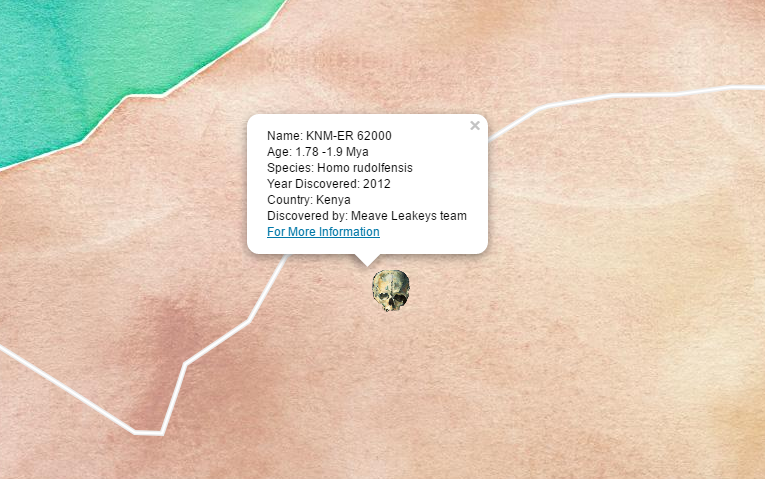 Name: KNM-ER 62000
Age: 1.78 -1.9 Mya
Species: Homo rudolfensis
Year Discovered: 2012
Country: Kenya
Discovered by: Meave Leakeys team
For More Information